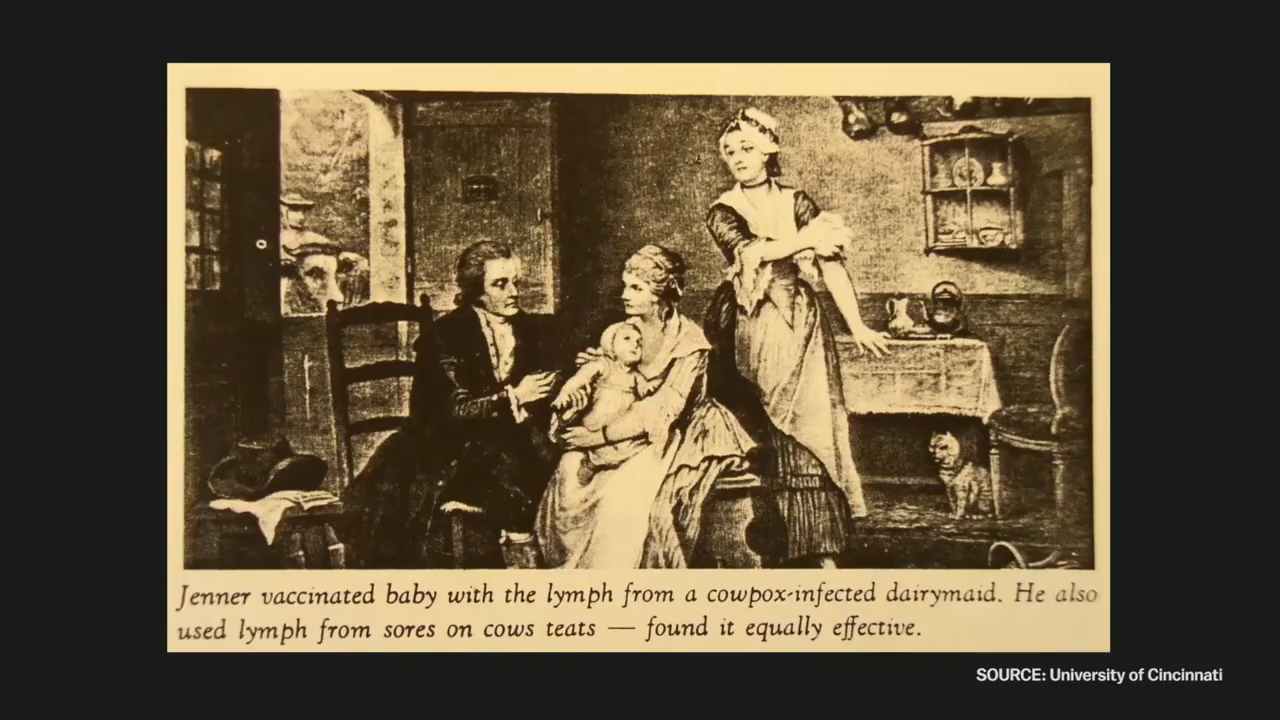 Jenner vaccinated baby with the lymph from a cowpox-infected dairymaid. He also
used lymph from sores on cows teats — found it equally effective.
SOURCE: University of Cincinnati